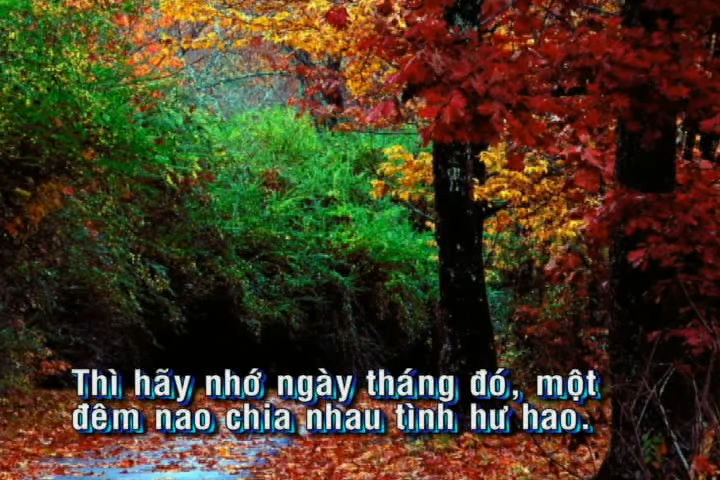 Thì hãy nhớ ngày tháng đó, một
đêm nao chia nhau tình hư hao.